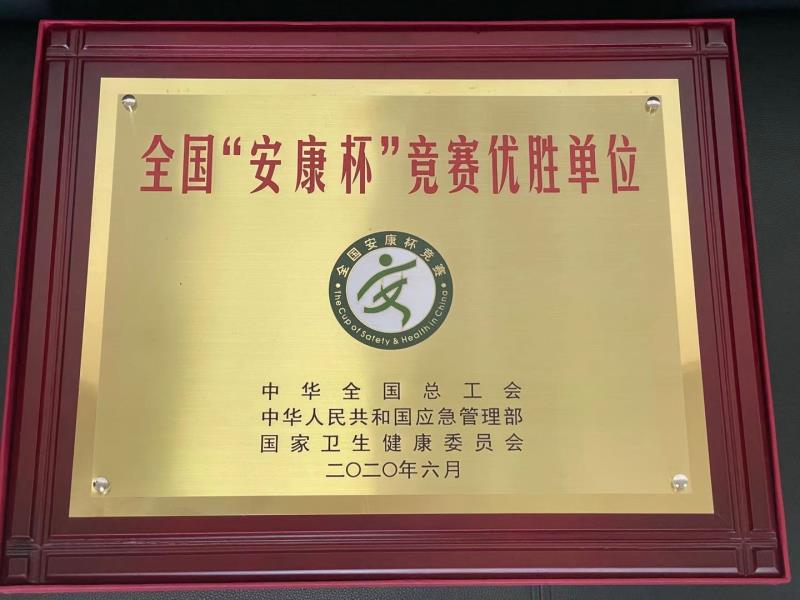 全国“安康杯”竞赛优胜单位
全国安康杯竞赛
安
The Cup of Safety & Health in China
中华全国总工会
中华人民共和国应急管理部
国家卫生健康委员会
二〇二〇年六月